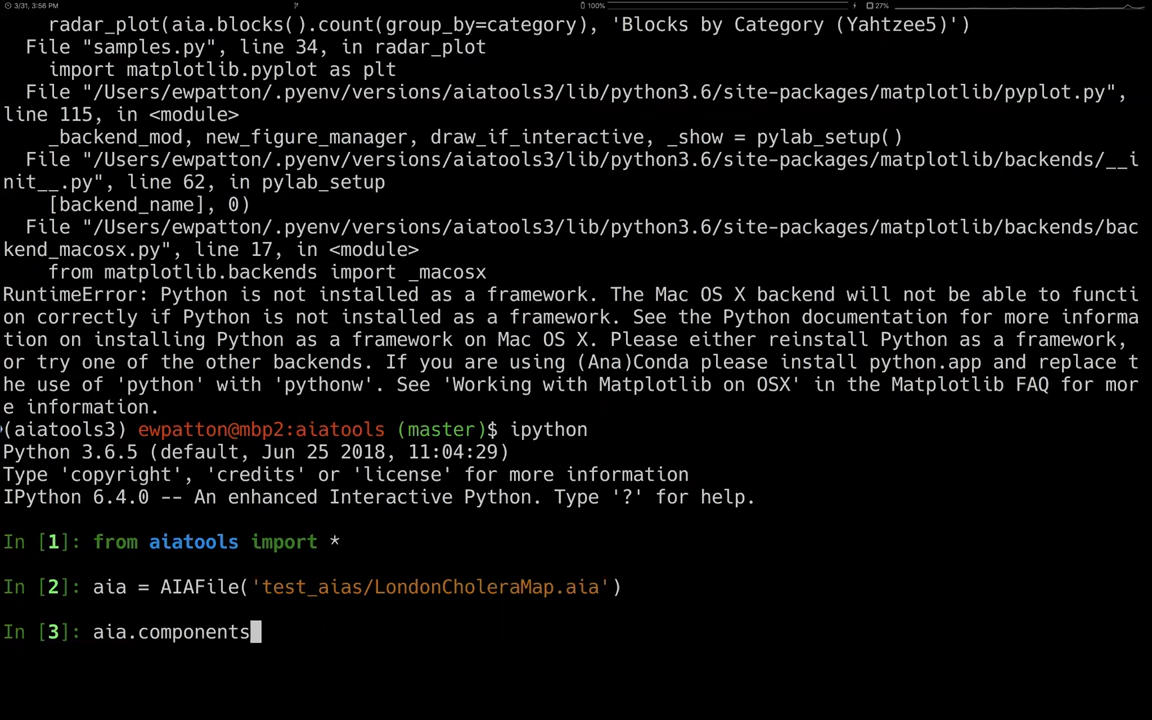 3/31, 3:56 PM 100% 27%
radar_plot(aia.blocks().count(group_by=category), 'Blocks by Category (Yahtzee5)')
File "samples.py", line 34, in radar_plot
import matplotlib.pyplot as plt
File "/Users/ewpatton/.pyenv/versions/aiatools3/lib/python3.6/site-packages/matplotlib/pyplot.py",
line 115, in <module>
_backend_mod, new_figure_manager, draw_if_interactive, _show = pylab_setup()
File "/Users/ewpatton/.pyenv/versions/aiatools3/lib/python3.6/site-packages/matplotlib/backends/__i
nit__.py", line 62, in pylab_setup
[backend_name], 0)
File "/Users/ewpatton/.pyenv/versions/aiatools3/lib/python3.6/site-packages/matplotlib/backends/bac
kend_macosx.py", line 17, in <module>
from matplotlib.backends import _macosx
RuntimeError: Python is not installed as a framework. The Mac OS X backend will not be able to functi
on correctly if Python is not installed as a framework. See the Python documentation for more informa
tion on installing Python as a framework on Mac OS X. Please either reinstall Python as a framework,
or try one of the other backends. If you are using (Ana)Conda please install python.app and replace t
he use of 'python' with 'pythonw'. See 'Working with Matplotlib on OSX' in the Matplotlib FAQ for mor
e information.
(aiatools3) ewpatton@mbp2:aiatools (master)$ ipython
Python 3.6.5 (default, Jun 25 2018, 11:04:29)
Type 'copyright', 'credits' or 'license' for more information
IPython 6.4.0 -- An enhanced Interactive Python. Type '?' for help.
In [1]: from aiatools import *
In [2]: aia = AIAFile('test_aias/LondonCholeraMap.aia')
In [3]: aia.components